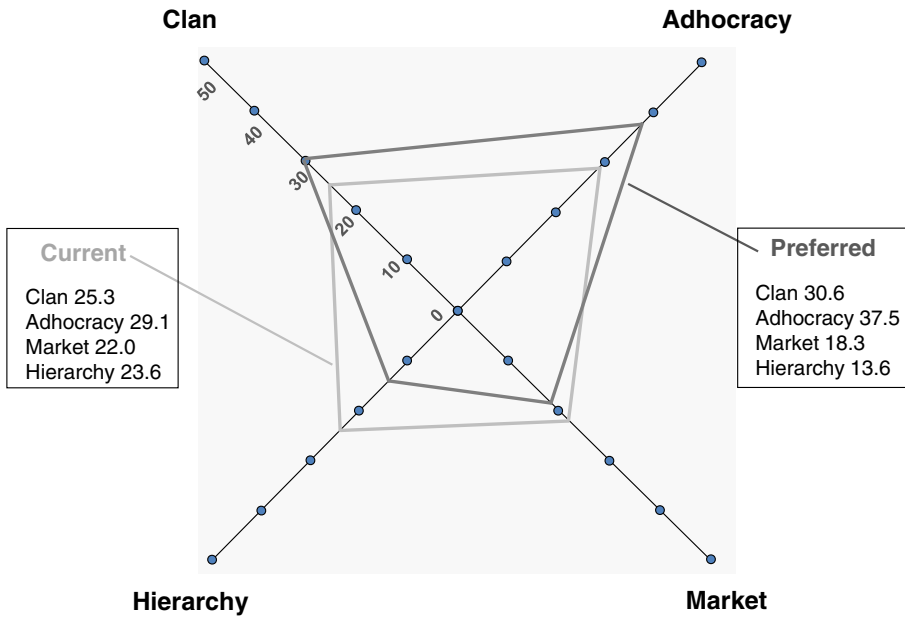 Clan
Adhocracy
50
40
30
20
10
0
Current
Clan 25.3
Adhocracy 29.1
Market 22.0
Hierarchy 23.6
Preferred
Clan 30.6
Adhocracy 37.5
Market 18.3
Hierarchy 13.6
Hierarchy
Market